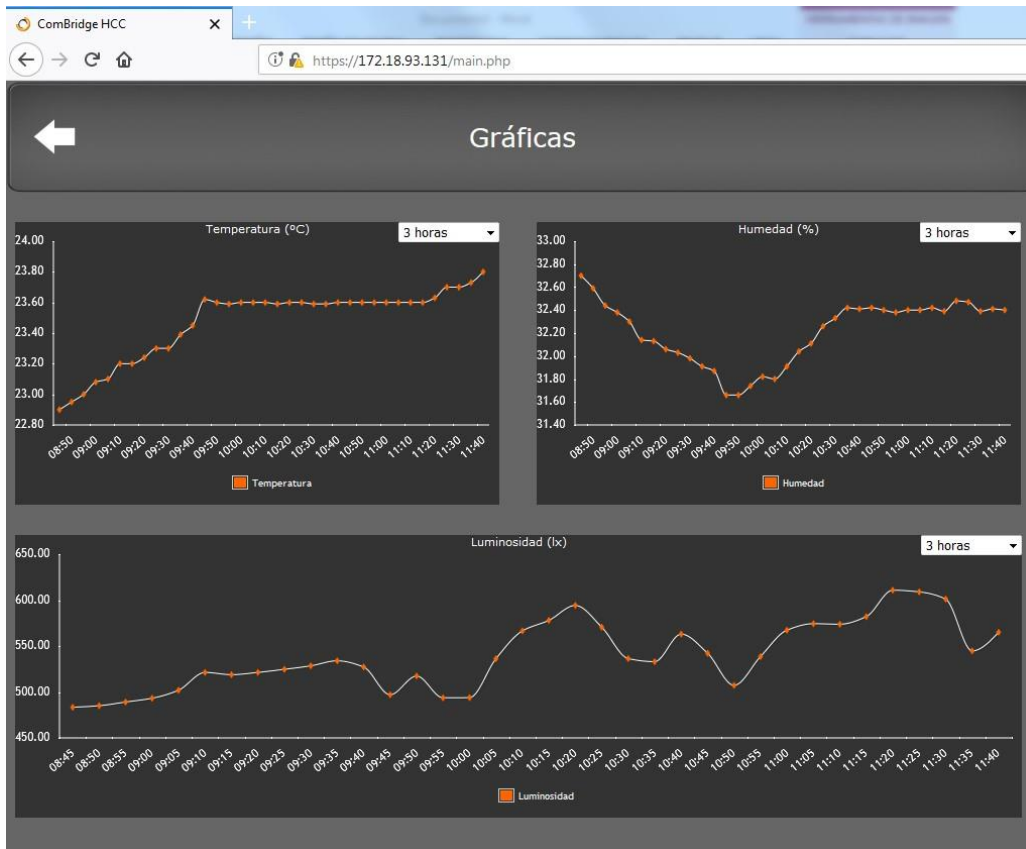 ComBridge HCC
https://172.18.93.131/main.php
Gráficas
Temperatura (ºC)
3 horas
24.00
23.80
23.60
23.40
23.20
23.00
22.80
08:50 09:00 09:10 09:20 09:30 09:40 09:50 10:00 10:10 10:20 10:30 10:40 10:50 11:00 11:10 11:20 11:30 11:40
Temperatura
Humedad (%)
3 horas
33.00
32.80
32.60
32.40
32.20
32.00
31.80
31.60
31.40
08:50 09:00 09:10 09:20 09:30 09:40 09:50 10:00 10:10 10:20 10:30 10:40 10:50 11:00 11:10 11:20 11:30 11:40
Humedad
Luminosidad (lx)
3 horas
650.00
600.00
550.00
500.00
450.00
08:45 08:50 08:55 09:00 09:05 09:10 09:15 09:20 09:25 09:30 09:35 09:40 09:45 09:50 09:55 10:00 10:05 10:10 10:15 10:20 10:25 10:30 10:35 10:40 10:45 10:50 10:55 11:00 11:05 11:10 11:15 11:20 11:25 11:30 11:35 11:40
Luminosidad